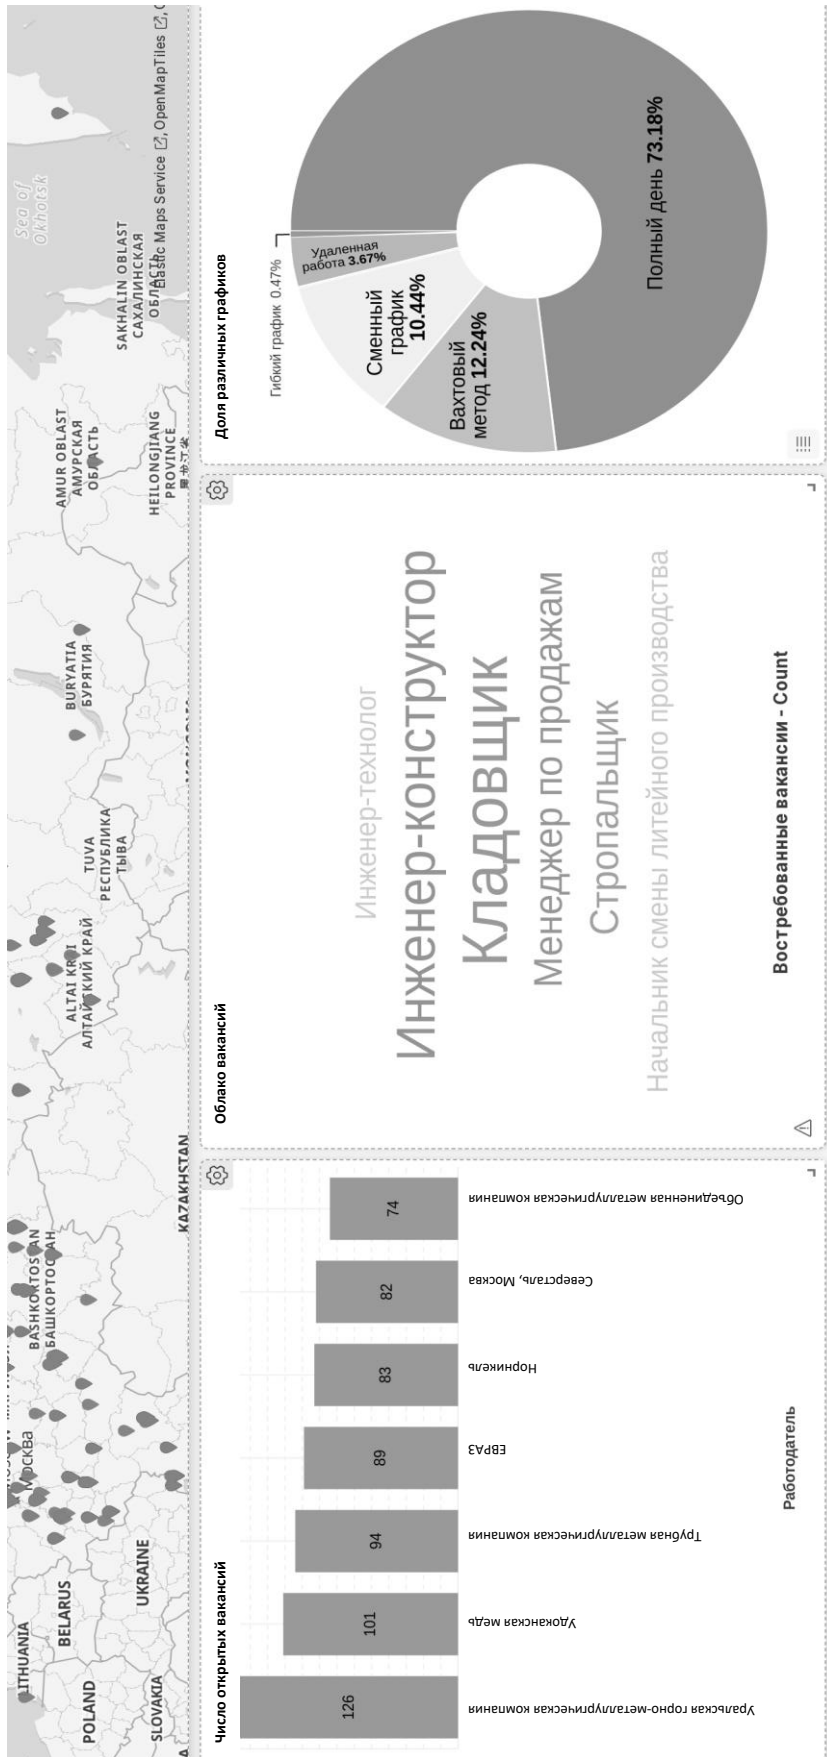 Sea of
Okhotsk
SAKHALIN OBLAST
САХАЛИНСКАЯ
ОБЛАСТЬ
Elastic Maps Service , OpenMapTiles
AMUR OBLAST
АМУРСКАЯ
ОБЛАСТЬ
HEILONGJIANG
PROVINCE
BURYATIA
БУРЯТИЯ
TUVA
РЕСПУБЛИКА
ТЫВА
ALTAI KRAI
АЛТАЙСКИЙ КРАЙ
KAZAKHSTAN
BASHKORTOSTAN
БАШКОРТОСТАН
Москва
LITHUANIA
BELARUS
UKRAINE
POLAND
SLOVAKIA
Число открытых вакансий
126
101
94
89
83
82
74
Уральская горно-металлургическая компания
Удоканская медь
Трубная металлургическая компания
ЕВРАЗ
Норникель
Северсталь, Москва
Объединенная металлургическая компания
Работодатель
Облако вакансий
Инженер-технолог
Инженер-конструктор
Кладовщик
Менеджер по продажам
Стропальщик
Начальник смены литейного производства
Востребованные вакансии - Count
Доля различных графиков
Гибкий график 0.47%
Удаленная
работа 3.67%
Сменный
график
10.44%
Вахтовый
метод 12.24%
Полный день 73.18%